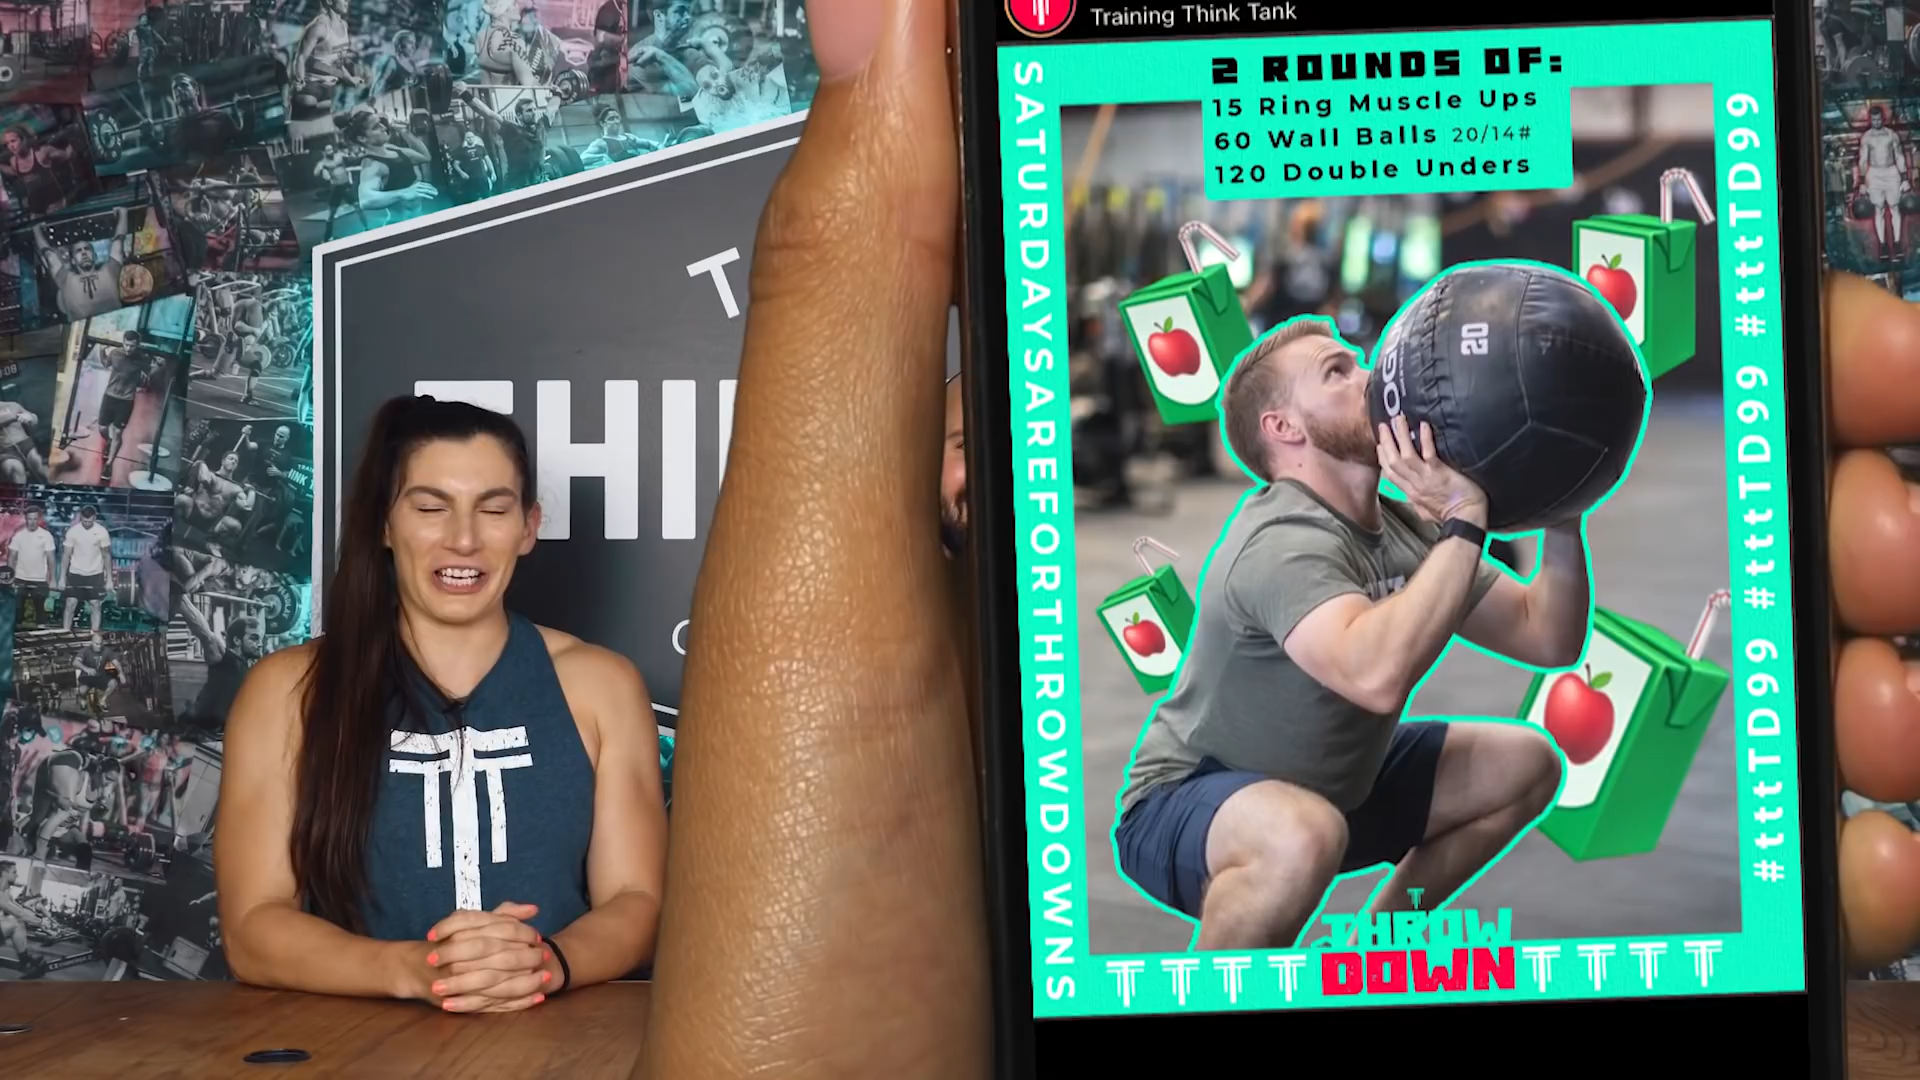 Training Think Tank
2 ROUNDS OF:
15 Ring Muscle Ups
60 Wall Balls 20/14#
120 Double Unders
SATURDAYSAREFORTHROWDOWNS
#tttTD99 #tttTD99 #tttTD99
20
THROW
DOWN
THI